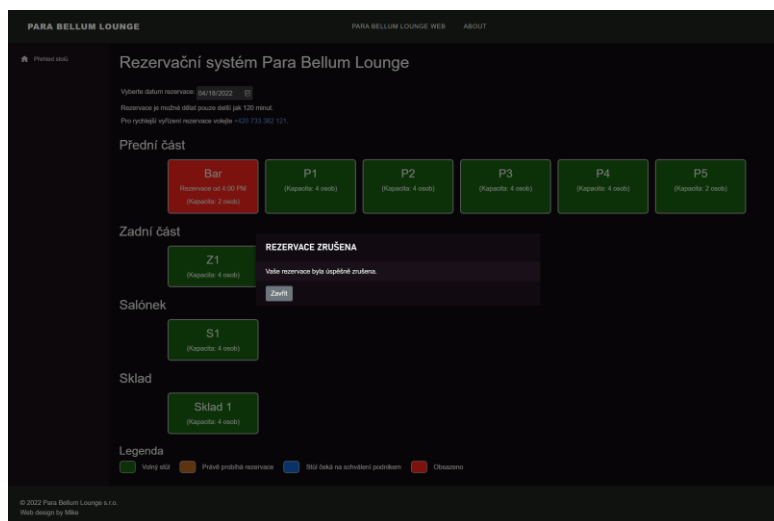 PARA BELLUM LOUNGE
PARA BELLUM LOUNGE WEB ABOUT
Přehled stolů
Rezervační systém Para Bellum Lounge
Vyberte datum rezervace: 04/18/2022
Rezervace je možné dělat pouze delší jak 120 minut.
Pro rychlejší vyřízení rezervace volejte +420 733 382 121.
Přední část
Bar P1 P2 P3 P4 P5
Rezervace od 4:00 PM (Kapacita: 4 osob) (Kapacita: 4 osob) (Kapacita: 4 osob) (Kapacita: 4 osob) (Kapacita: 2 osob)
(Kapacita: 2 osob)
Zadní část
Z1
(Kapacita: 4 osob)
REZERVACE ZRUŠENA
Vaše rezervace byla úspěšně zrušena.
Zavřít
Salónek
S1
(Kapacita: 4 osob)
Sklad
Sklad 1
(Kapacita: 4 osob)
Legenda
Volný stůl Právě probíhá rezervace Stůl čeká na schválení podnikem Obsazeno
© 2022 Para Bellum Lounge s.r.o.
Web design by Mike